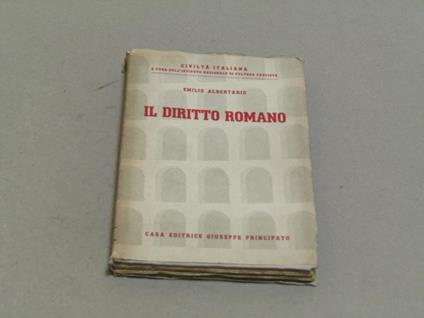 CIVILTÀ ITALIANA
A CURA DELL'ISTITUTO NAZIONALE DI CULTURA FASCISTA
EMILIO ALBERTARIO
IL DIRITTO ROMANO
CASA EDITRICE GIUSEPPE PRINCIPATO